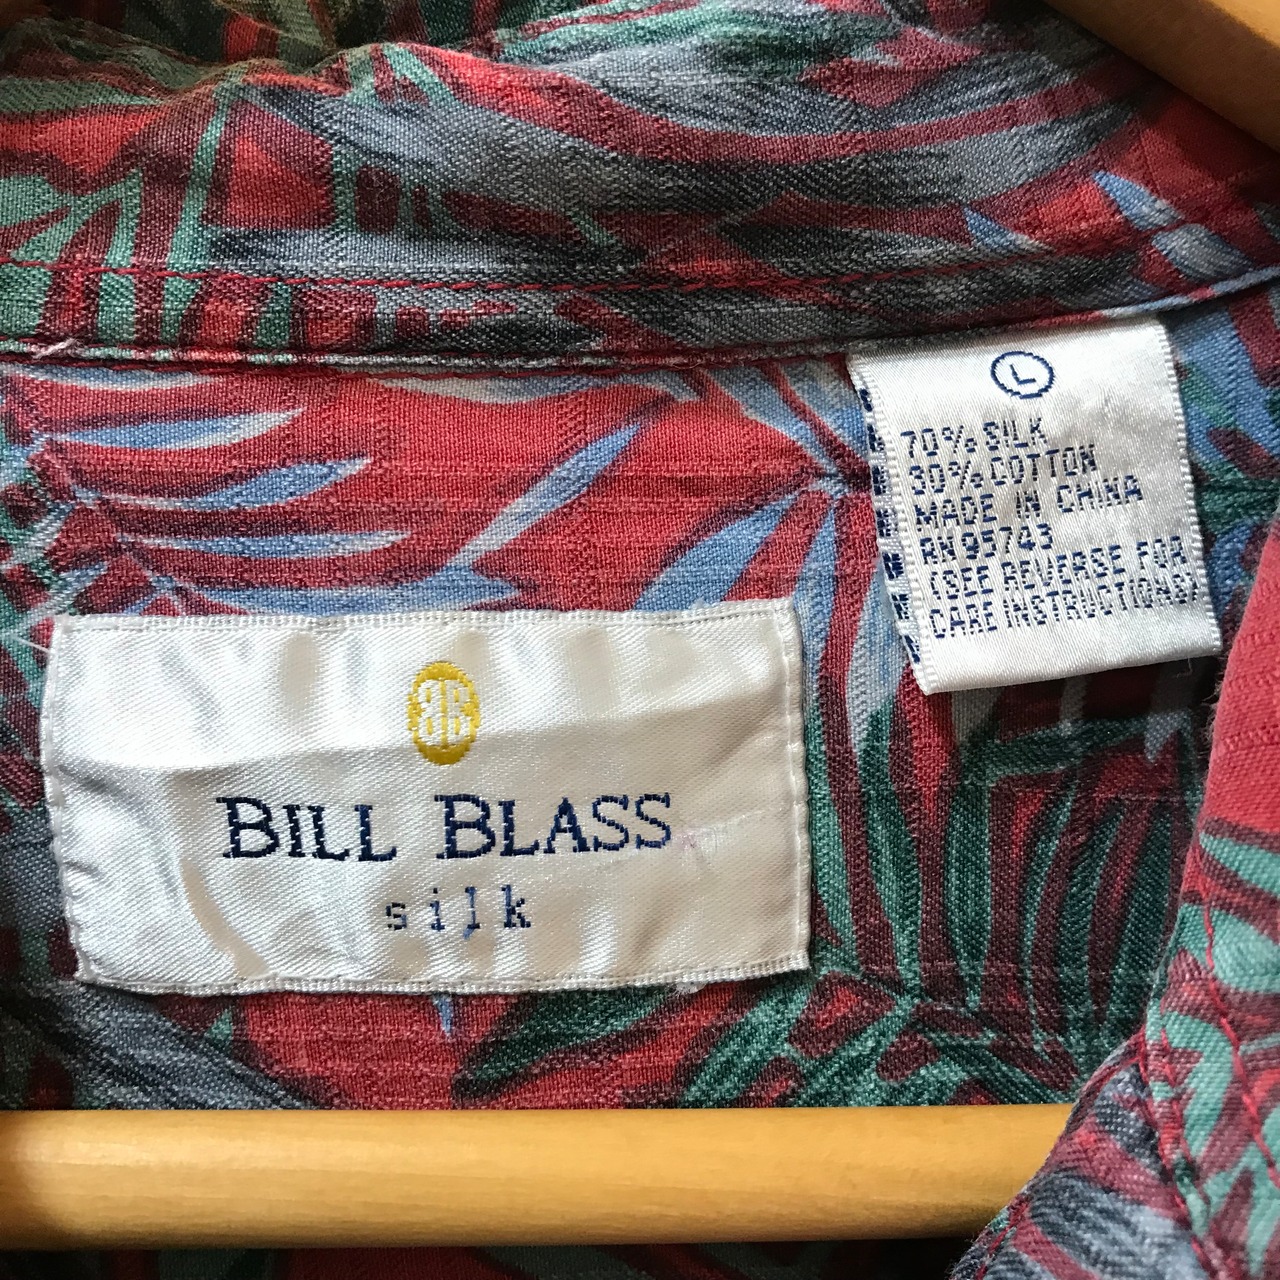 L
70% SILK
30% COTTON
MADE IN CHINA
RN 95743
(SEE REVERSE FOR
CARE INSTRUCTIONS)
BB
BILL BLASS
silk